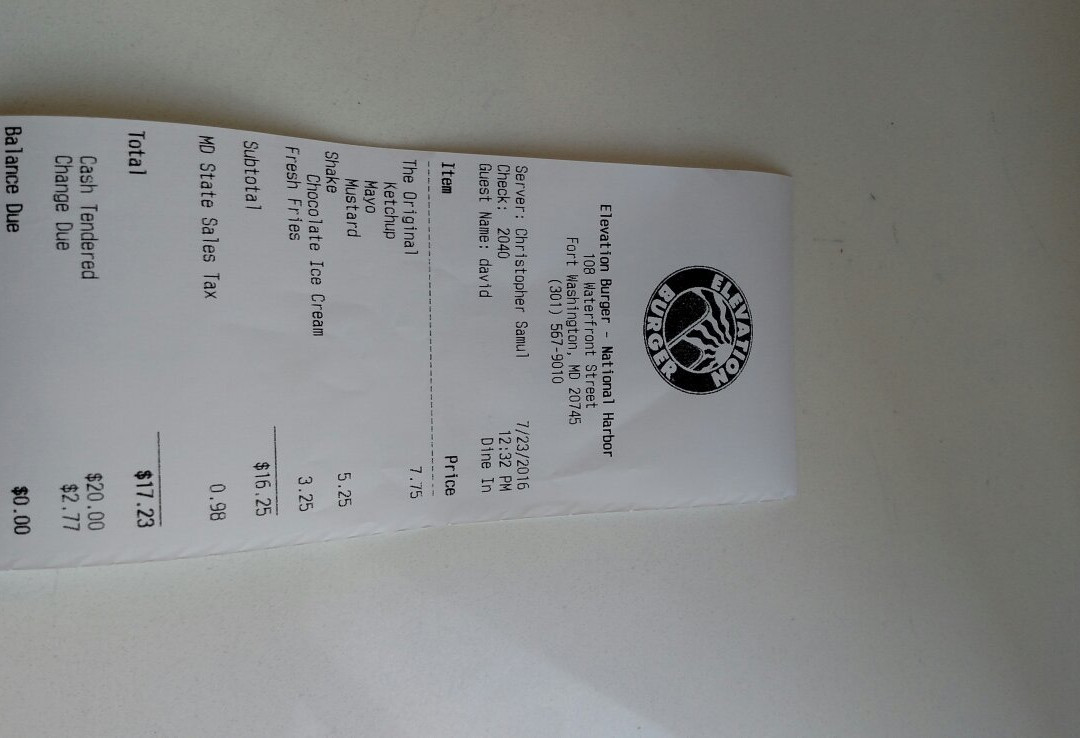 ELEVATION
BURGER
Elevation Burger - National Harbor
108 Waterfront Street
Fort Washington, MD 20745
(301) 567-9010
Server: Christopher Samul 7/23/2016
Check: 2040 12:32 PM
Guest Name: david Dine In
Item Price
The Original 7.75
Ketchup
Mayo
Mustard
Shake 5.25
Chocolate Ice Cream
Fresh Fries 3.25
Subtotal $16.25
MD State Sales Tax 0.98
Total $17.23
Cash Tendered $20.00
Change Due $2.77
Balance Due $0.00